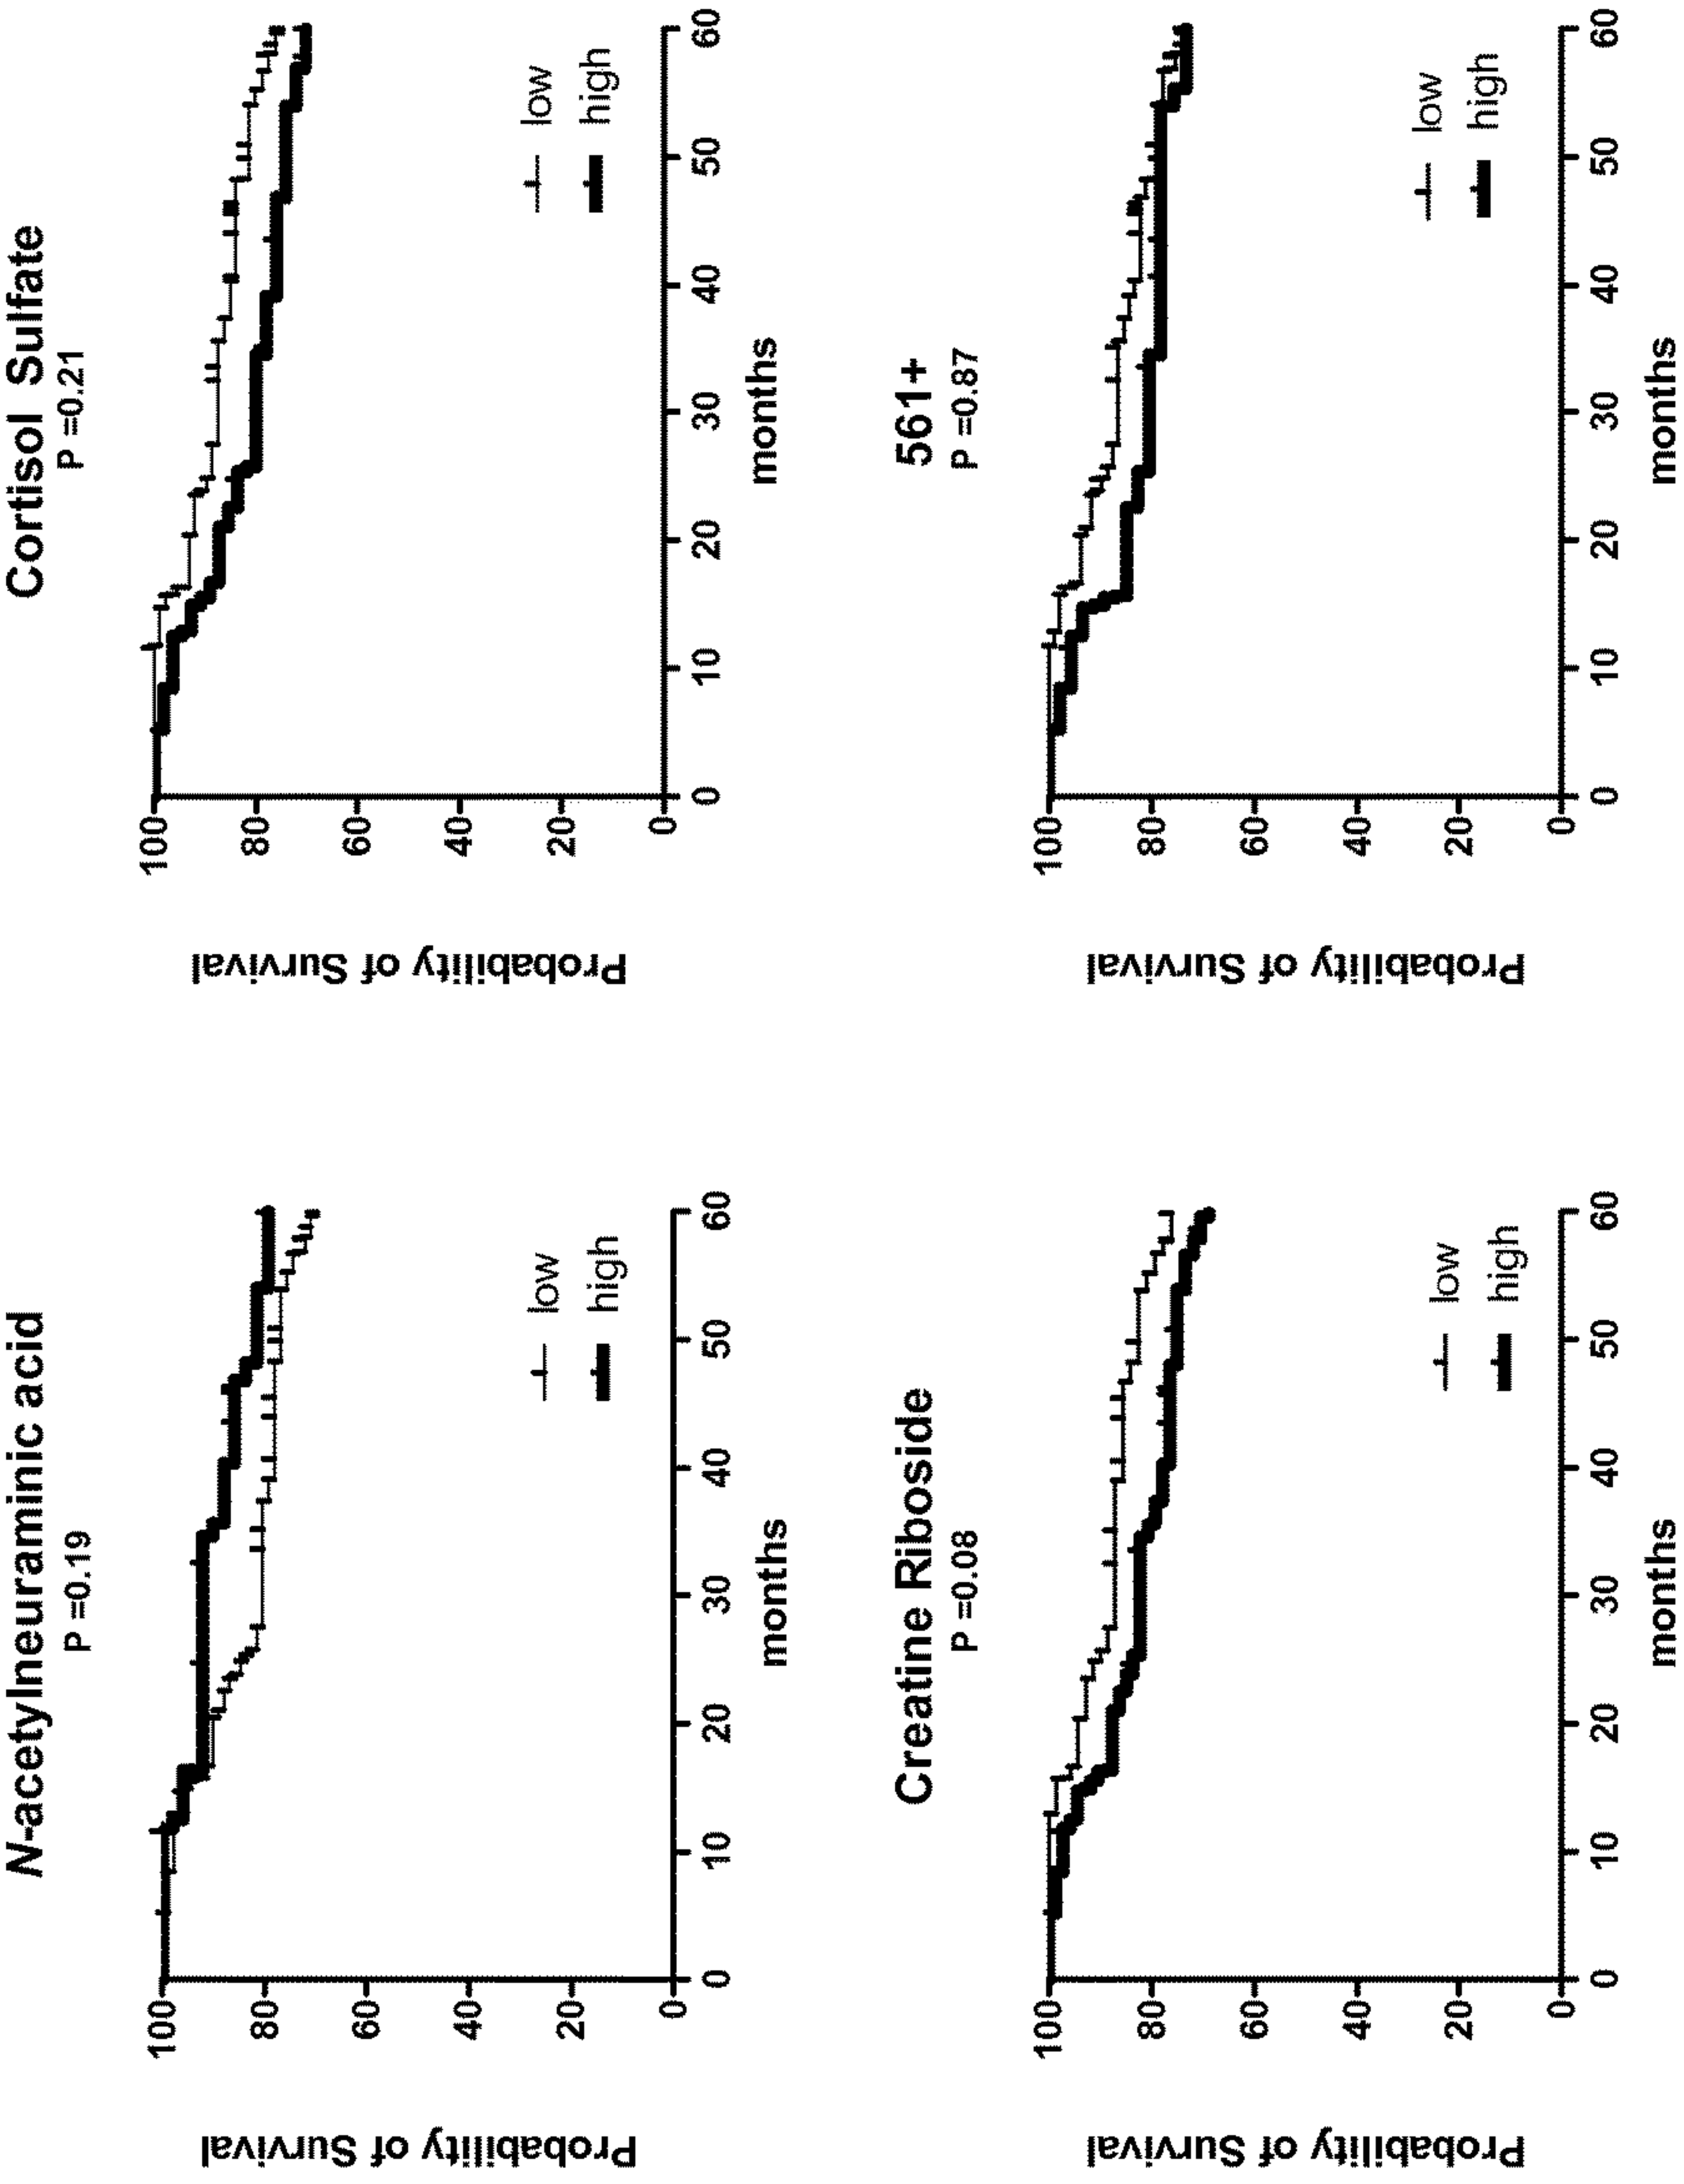 N-acetylneuraminic acid
P =0.19
Probability of Survival
100
80
60
40
20
0
0 10 20 30 40 50 60
months
low
high
Cortisol Sulfate
P =0.21
Probability of Survival
100
80
60
40
20
0
0 10 20 30 40 50 60
months
low
high
Creatine Riboside
P =0.08
Probability of Survival
100
80
60
40
20
0
0 10 20 30 40 50 60
months
low
high
561+
P =0.87
Probability of Survival
100
80
60
40
20
0
0 10 20 30 40 50 60
months
low
high